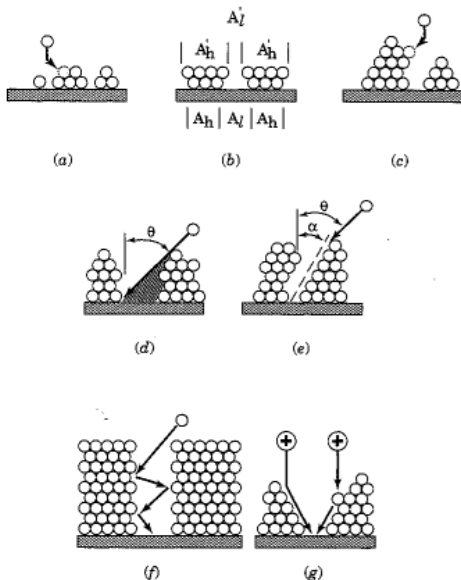 A'ₗ
A'ₕ A'ₕ
Aₕ Aₗ Aₕ
(a) (b) (c)
θ θ
α
(d) (e)
+ +
(f) (g)